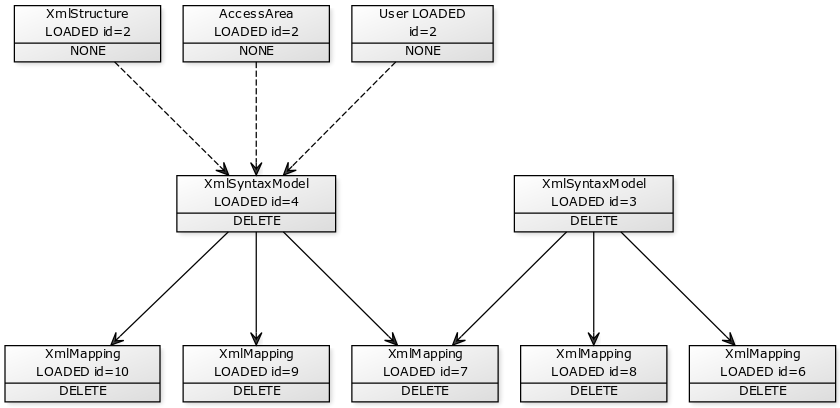 XmlStructure
LOADED id=2
NONE
AccessArea
LOADED id=2
NONE
User LOADED
id=2
NONE
XmlSyntaxModel
LOADED id=4
DELETE
XmlSyntaxModel
LOADED id=3
DELETE
XmlMapping
LOADED id=10
DELETE
XmlMapping
LOADED id=9
DELETE
XmlMapping
LOADED id=7
DELETE
XmlMapping
LOADED id=8
DELETE
XmlMapping
LOADED id=6
DELETE